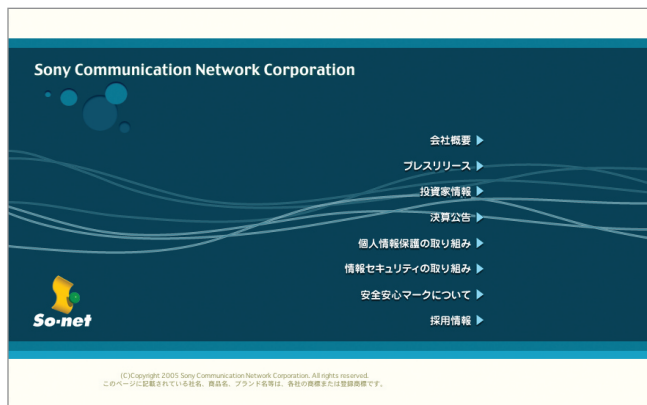 Sony Communication Network Corporation
会社概要
プレスリリース
投資家情報
決算公告
個人情報保護の取り組み
情報セキュリティの取り組み
安全安心マークについて
採用情報
So-net
(C)Copyright 2005 Sony Communication Network Corporation. All rights reserved.
このページに記載されている社名、商品名、ブランド名等は、各社の商標または登録商標です。